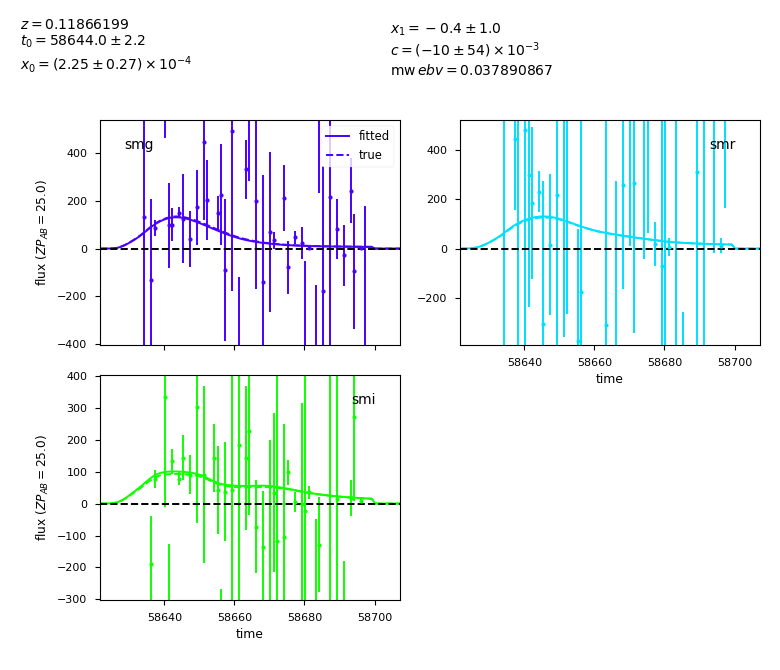 z = 0.11866199
t₀ = 58644.0 ± 2.2
x₀ = (2.25 ± 0.27) × 10⁻⁴
x₁ = −0.4 ± 1.0
c = (−10 ± 54) × 10⁻³
mw ebv = 0.037890867
smg
fitted
true
400
200
0
−200
−400
flux (ZP_AB = 25.0)
smr
400
200
0
−200
58640
58660
58680
58700
time
smi
400
300
200
100
0
−100
−200
−300
flux (ZP_AB = 25.0)
58640
58660
58680
58700
time